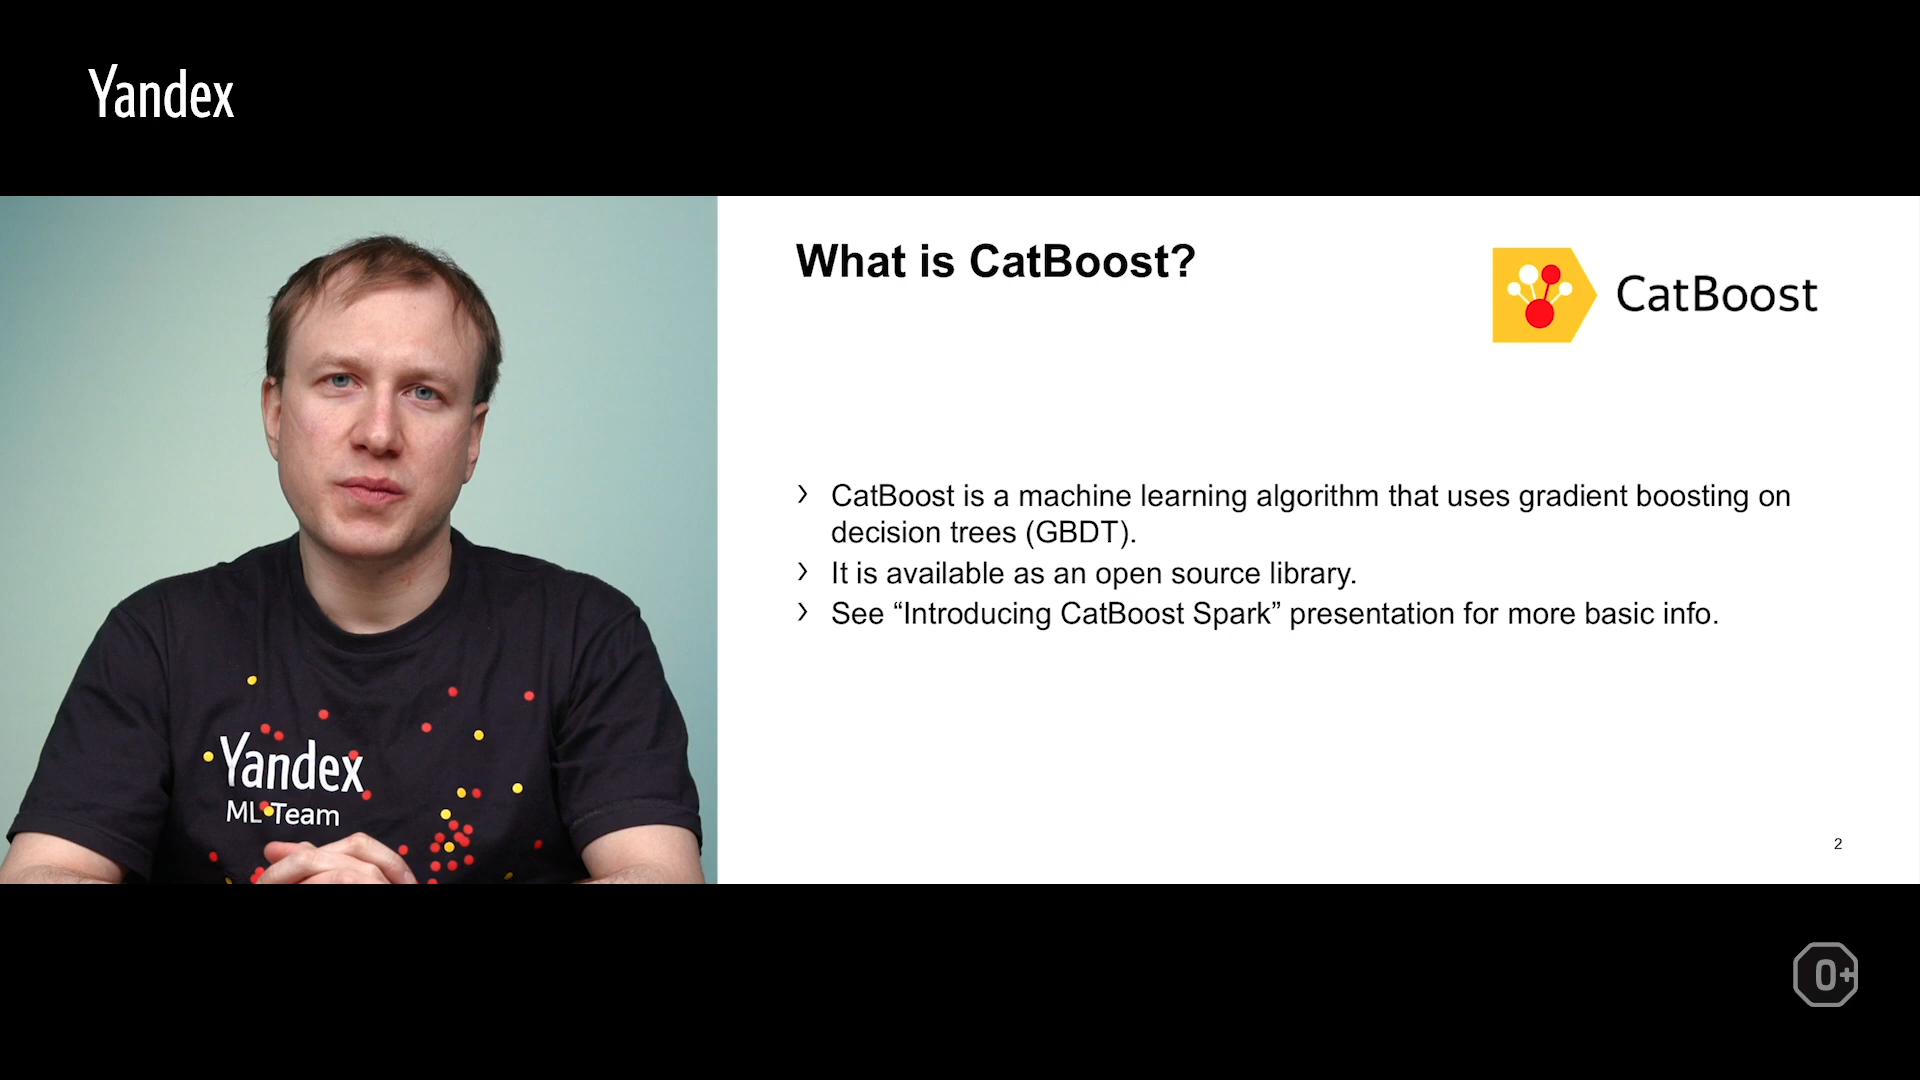 Yandex
What is CatBoost?
CatBoost
› CatBoost is a machine learning algorithm that uses gradient boosting on
decision trees (GBDT).
› It is available as an open source library.
› See “Introducing CatBoost Spark” presentation for more basic info.
Yandex
ML Team
2
0+